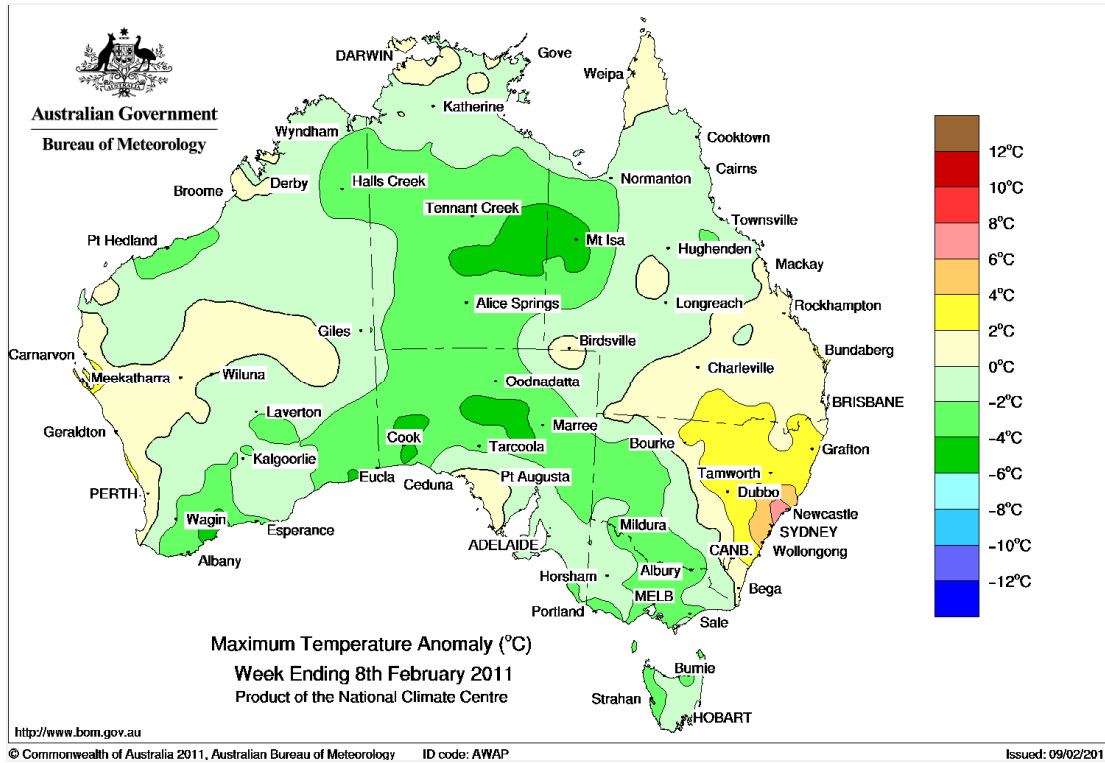 Australian Government
Bureau of Meteorology
DARWIN
Gove
Weipa
Katherine
Wyndham
Cooktown
Cairns
Broome
Derby
Halls Creek
Normanton
Tennant Creek
Townsville
Pt Hedland
Mt Isa
Hughenden
Mackay
Alice Springs
Longreach
Rockhampton
Giles
Birdsville
Bundaberg
Carnarvon
Meekatharra
Wiluna
Charleville
Oodnadatta
BRISBANE
Laverton
Marree
Geraldton
Cook
Bourke
Grafton
Kalgoorlie
Tarcoola
Eucla
Ceduna
Pt Augusta
Tamworth
PERTH
Dubbo
Newcastle
Wagin
Esperance
Mildura
SYDNEY
ADELAIDE
CANB.
Wollongong
Albany
Horsham
Albury
Bega
MELB
Portland
Sale
Burnie
Strahan
HOBART
12°C
10°C
8°C
6°C
4°C
2°C
0°C
-2°C
-4°C
-6°C
-8°C
-10°C
-12°C
Maximum Temperature Anomaly (°C)
Week Ending 8th February 2011
Product of the National Climate Centre
http://www.bom.gov.au
© Commonwealth of Australia 2011, Australian Bureau of Meteorology ID code: AWAP Issued: 09/02/201